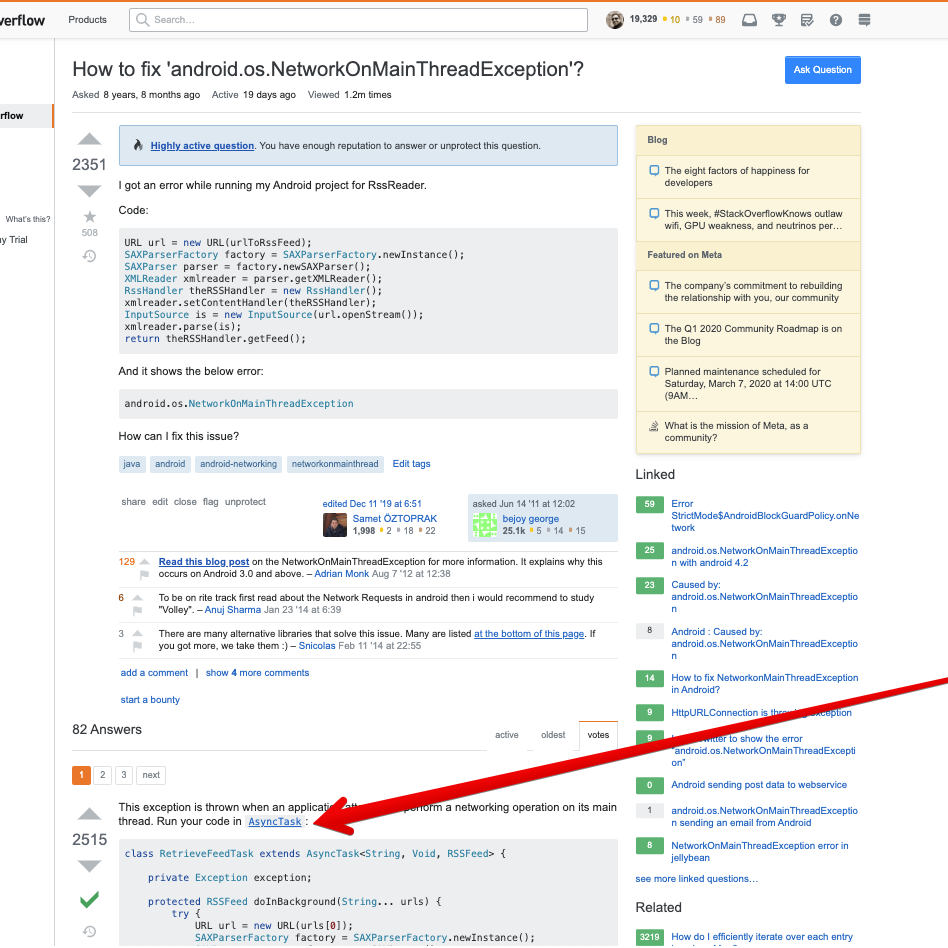 verflow
Products
Search...
19,329 10 59 89
How to fix 'android.os.NetworkOnMainThreadException'?
Ask Question
Asked 8 years, 8 months ago Active 19 days ago Viewed 1.2m times
rflow
What's this?
y Trial
2351
508
Highly active question. You have enough reputation to answer or unprotect this question.
I got an error while running my Android project for RssReader.
Code:
URL url = new URL(urlToRssFeed);
SAXParserFactory factory = SAXParserFactory.newInstance();
SAXParser parser = factory.newSAXParser();
XMLReader xmlreader = parser.getXMLReader();
RssHandler theRSSHandler = new RssHandler();
xmlreader.setContentHandler(theRSSHandler);
InputSource is = new InputSource(url.openStream());
xmlreader.parse(is);
return theRSSHandler.getFeed();
And it shows the below error:
android.os.NetworkOnMainThreadException
How can I fix this issue?
java android android-networking networkonmainthread Edit tags
share edit close flag unprotect
edited Dec 11 '19 at 6:51
Samet ÖZTOPRAK
1,998 2 18 22
asked Jun 14 '11 at 12:02
bejoy george
25.1k 5 14 15
129 Read this blog post on the NetworkOnMainThreadException for more information. It explains why this
occurs on Android 3.0 and above. – Adrian Monk Aug 7 '12 at 12:38
6 To be on rite track first read about the Network Requests in android then i would recommend to study
"Volley". – Anuj Sharma Jan 23 '14 at 6:39
3 There are many alternative libraries that solve this issue. Many are listed at the bottom of this page. If
you got more, we take them :) – Snicolas Feb 11 '14 at 22:55
add a comment | show 4 more comments
start a bounty
82 Answers
active oldest votes
1 2 3 next
2515
This exception is thrown when an application perform a networking operation on its main
thread. Run your code in AsyncTask :
class RetrieveFeedTask extends AsyncTask<String, Void, RSSFeed> {
private Exception exception;
protected RSSFeed doInBackground(String... urls) {
try {
URL url = new URL(urls[0]);
SAXParserFactory factory = SAXParserFactory.newInstance();
Blog
The eight factors of happiness for
developers
This week, #StackOverflowKnows outlaw
wifi, GPU weakness, and neutrinos per…
Featured on Meta
The company's commitment to rebuilding
the relationship with you, our community
The Q1 2020 Community Roadmap is on
the Blog
Planned maintenance scheduled for
Saturday, March 7, 2020 at 14:00 UTC
(9AM…
What is the mission of Meta, as a
community?
Linked
59 Error
StrictMode$AndroidBlockGuardPolicy.onNe
twork
25 android.os.NetworkOnMainThreadExceptio
n with android 4.2
23 Caused by:
android.os.NetworkOnMainThreadExceptio
n
8 Android : Caused by:
android.os.NetworkOnMainThreadExceptio
n
14 How to fix NetworkonMainThreadException
in Android?
9 HttpURLConnection is throwing exception
9 Twitter to show the error
"android.os.NetworkOnMainThreadExcepti
on"
0 Android sending post data to webservice
1 android.os.NetworkOnMainThreadExceptio
n sending an email from Android
8 NetworkOnMainThreadException error in
jellybean
see more linked questions…
Related
3219 How do I efficiently iterate over each entry